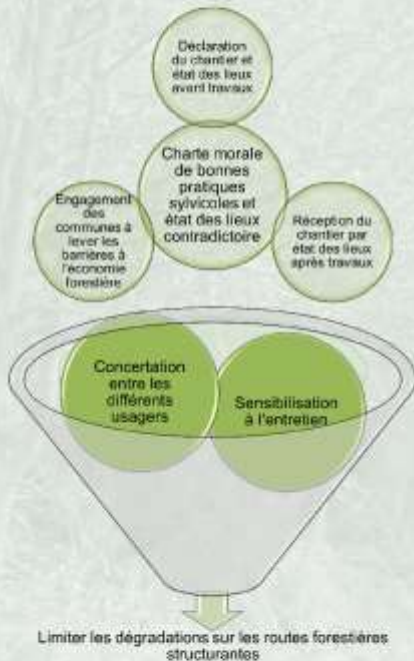 Déclaration
du chantier et
état des lieux
avant travaux
Charte morale
de bonnes
pratiques
sylvicoles et
état des lieux
contradictoire
Engagement
des
communes à
lever les
barrières à
l'économie
forestière
Réception du
chantier par
état des lieux
après travaux
Concertation
entre les
différents
usagers
Sensibilisation
à l'entretien
Limiter les dégradations sur les routes forestières
structurantes